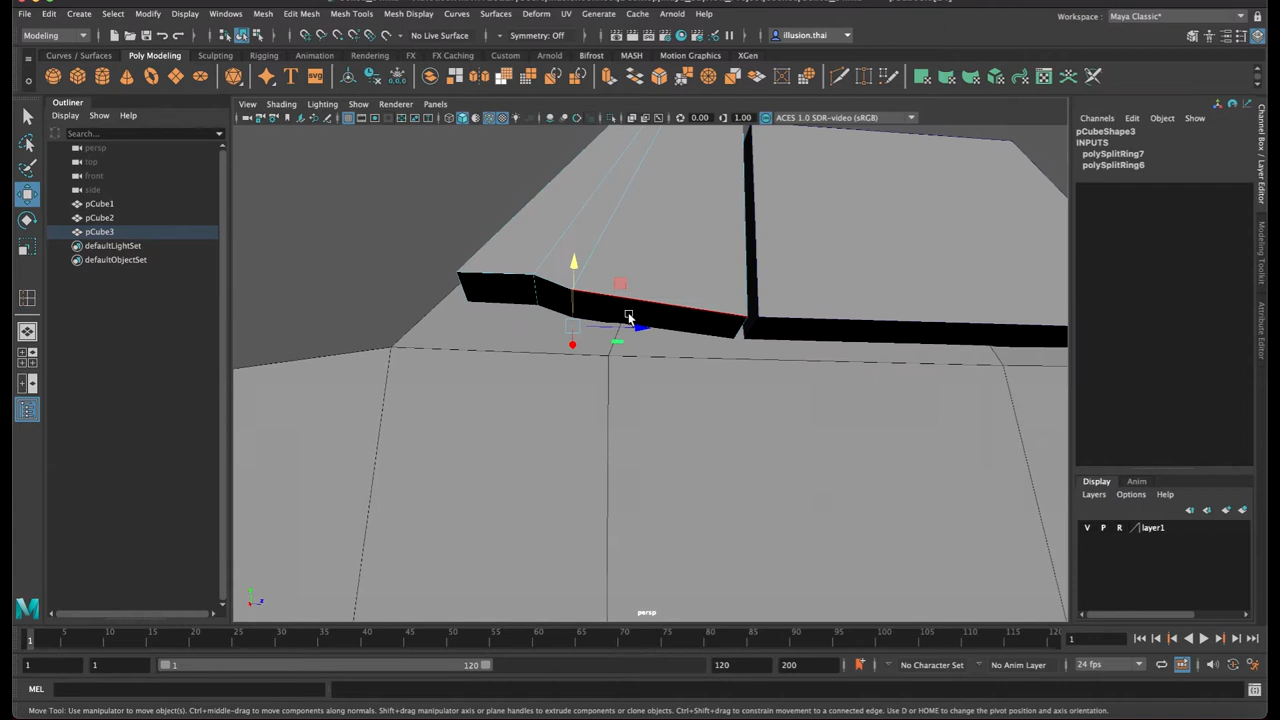 File Edit Create Select Modify Display Windows Mesh Edit Mesh Mesh Tools Mesh Display Curves Surfaces Deform UV Generate Cache Arnold Help
Workspace : Maya Classic*
Modeling
No Live Surface
Symmetry: Off
illusion.thai
Curves / Surfaces Poly Modeling Sculpting Rigging Animation Rendering FX FX Caching Custom Arnold Bifrost MASH Motion Graphics XGen
Outliner
Display Show Help
Search...
persp
top
front
side
pCube1
pCube2
pCube3
defaultLightSet
defaultObjectSet
View Shading Lighting Show Renderer Panels
0.00 1.00 ACES 1.0 SDR-video (sRGB)
persp
Channels Edit Object Show
pCubeShape3
INPUTS
polySplitRing7
polySplitRing6
Channel Box / Layer Editor
Modeling Toolkit
Attribute Editor
Display Anim
Layers Options Help
V P R layer1
1 5 10 15 20 25 30 35 40 45 50 55 60 65 70 75 80 85 90 95 100 105 110 115 120
1
1 1 1 120 120 200
No Character Set
No Anim Layer
24 fps
MEL
Move Tool: Use manipulator to move object(s). Ctrl+middle-drag to move components along normals. Shift+drag manipulator axis or plane handles to extrude components or clone objects. Ctrl+Shift+drag to constrain movement to a connected edge. Use D or HOME to change the pivot position and axis orientation.